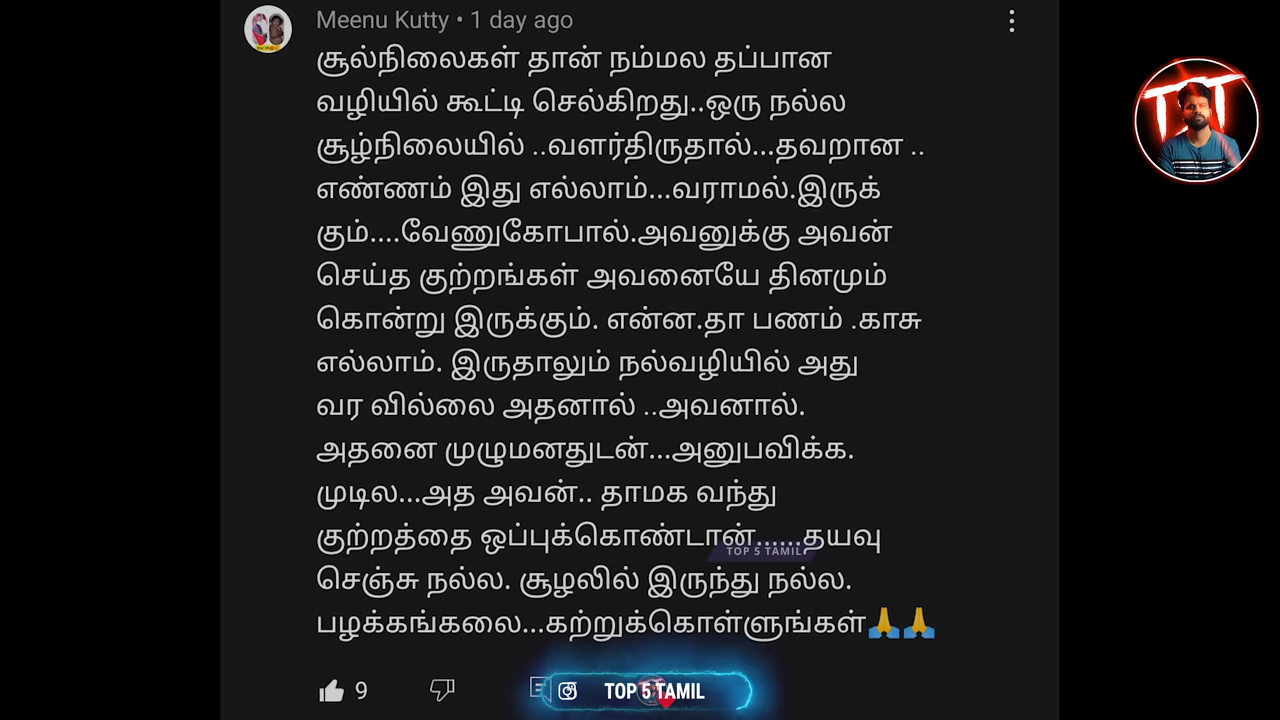 Meenu Kutty • 1 day ago
சூல்நிலைகள் தான் நம்மல தப்பான
வழியில் கூட்டி செல்கிறது..ஒரு நல்ல
சூழ்நிலையில் ..வளர்திருதால்...தவறான ..
எண்ணம் இது எல்லாம்...வராமல்.இருக்
கும்....வேணுகோபால்.அவனுக்கு அவன்
செய்த குற்றங்கள் அவனையே தினமும்
கொன்று இருக்கும். என்ன.தா பணம் .காசு
எல்லாம். இருதாலும் நல்வழியில் அது
வர வில்லை அதனால் ..அவனால்.
அதனை முழுமனதுடன்...அனுபவிக்க.
முடில...அத அவன்.. தாமக வந்து
குற்றத்தை ஒப்புக்கொண்டான்......தயவு
TOP 5 TAMIL
செஞ்சு நல்ல. சூழலில் இருந்து நல்ல.
பழக்கங்கலை...கற்றுக்கொள்ளுங்கள்🙏🙏
9
TOP 5 TAMIL
T5T